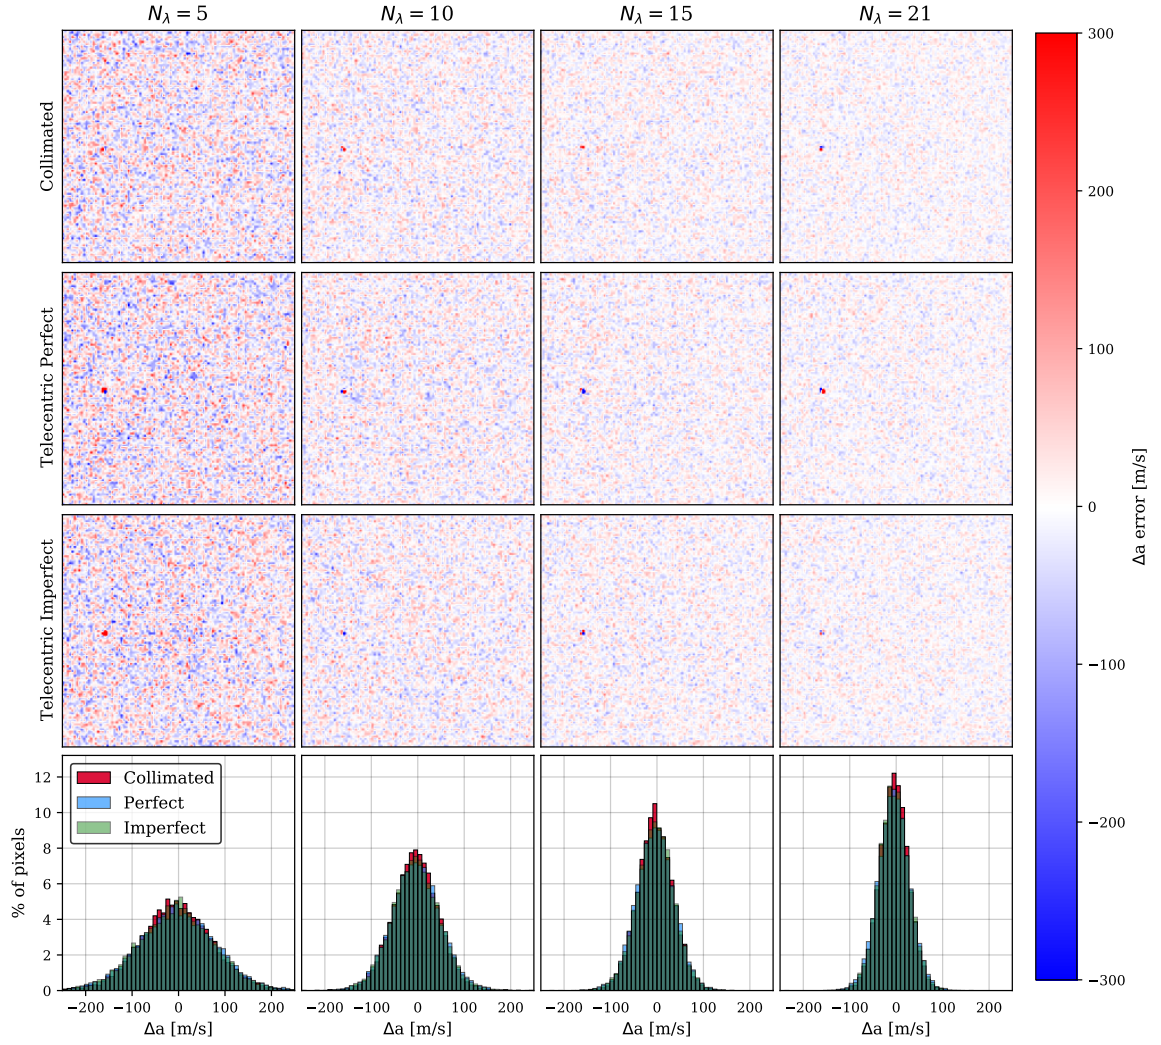 N_λ = 5
N_λ = 10
N_λ = 15
N_λ = 21
Collimated
Telecentric Perfect
Telecentric Imperfect
300
200
100
0
−100
−200
−300
Δa error [m/s]
Collimated
Perfect
Imperfect
% of pixels
12
10
8
6
4
2
0
−200 −100 0 100 200
−200 −100 0 100 200
−200 −100 0 100 200
−200 −100 0 100 200
Δa [m/s]
Δa [m/s]
Δa [m/s]
Δa [m/s]